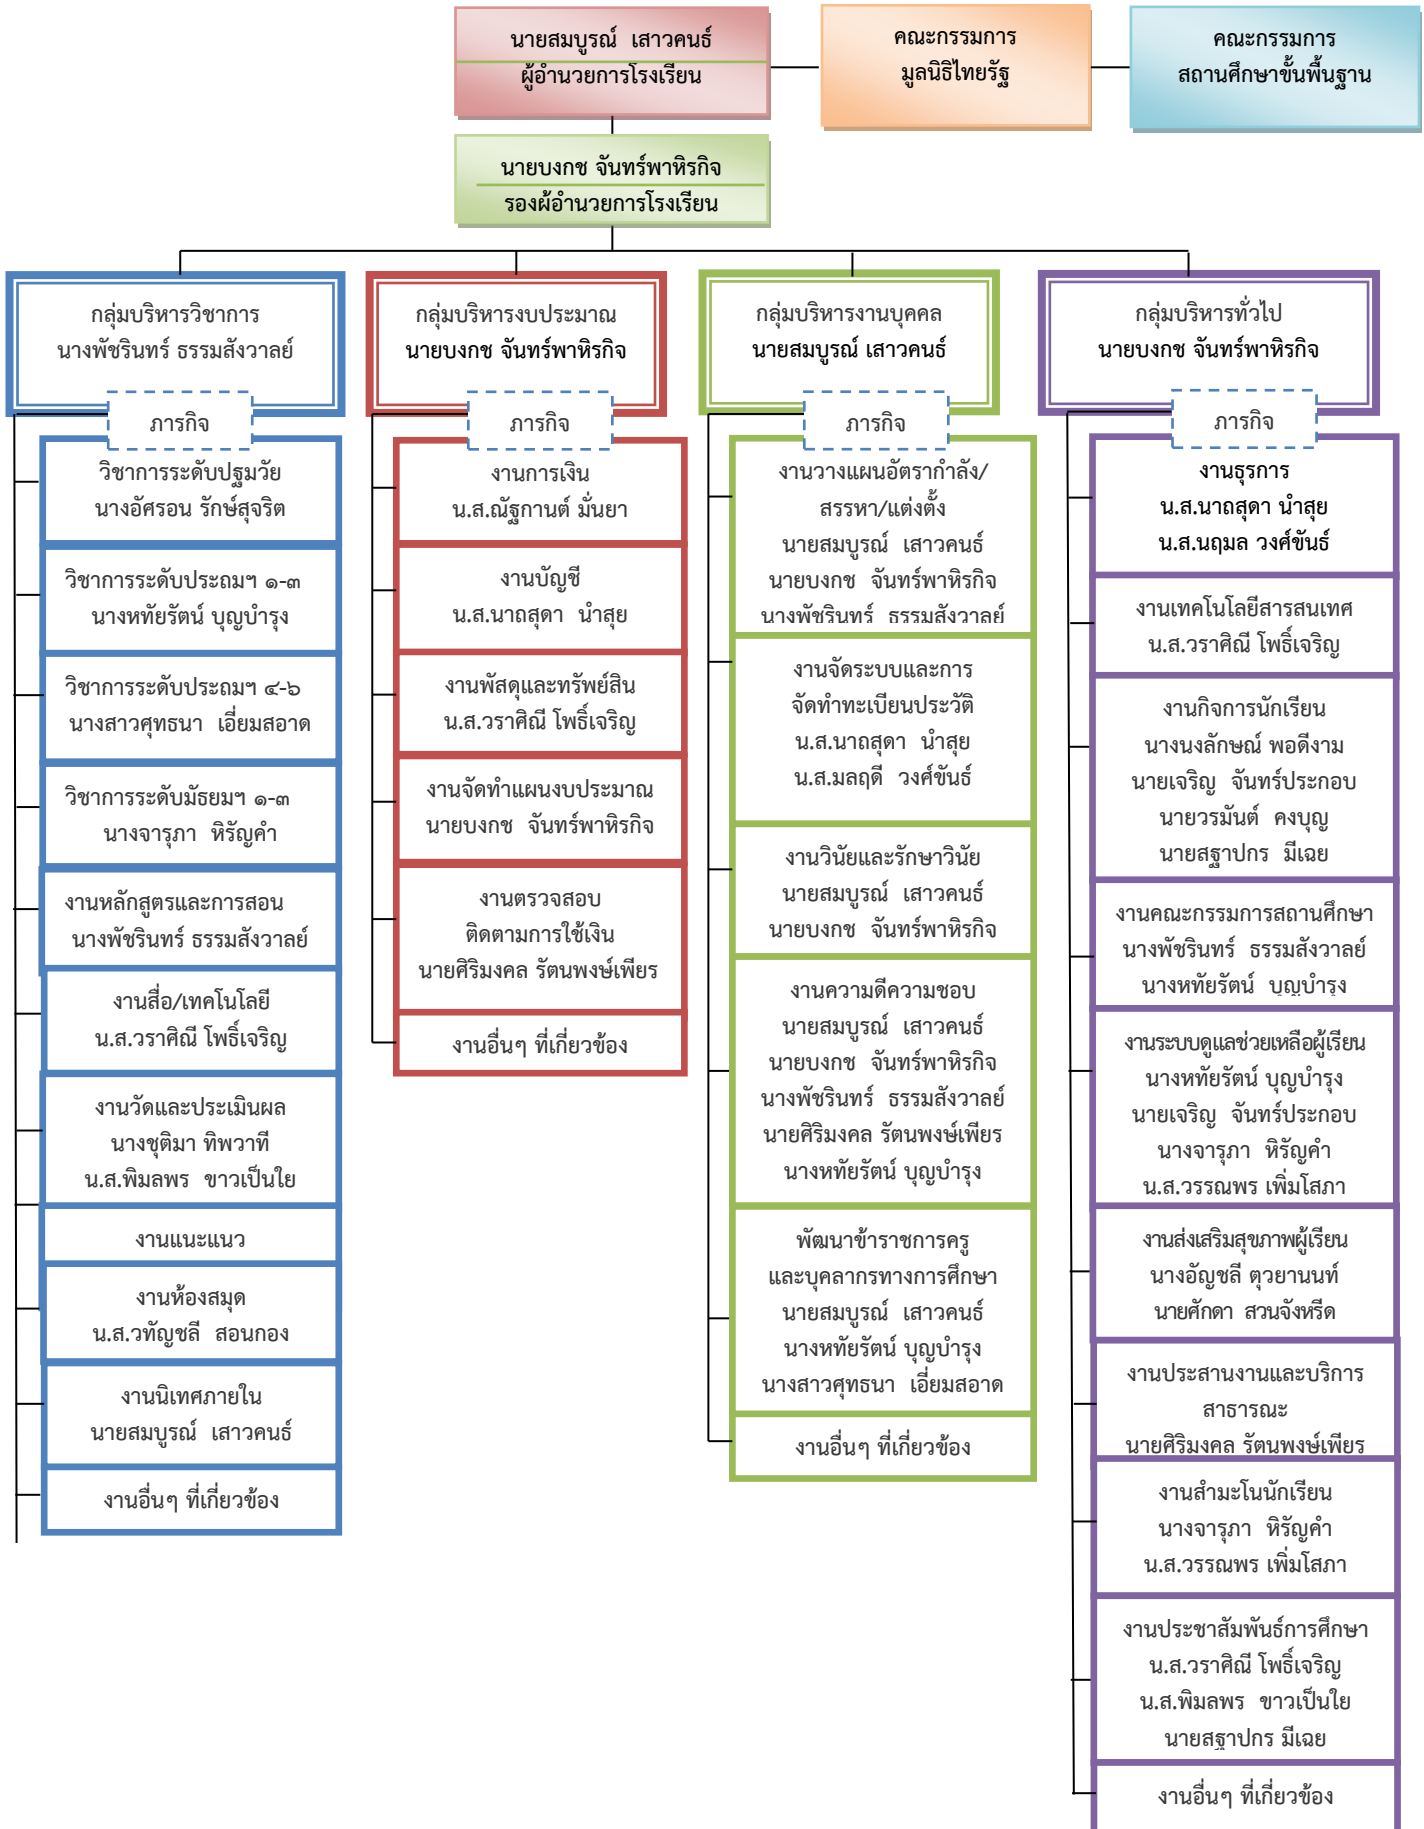 นายสมบูรณ์ เสาวคนธ์
ผู้อำนวยการโรงเรียน
คณะกรรมการ
มูลนิธิไทยรัฐ
คณะกรรมการ
สถานศึกษาขั้นพื้นฐาน
นายบงกช จันทร์พาหิรกิจ
รองผู้อำนวยการโรงเรียน
กลุ่มบริหารวิชาการ
นางพัชรินทร์ ธรรมสังวาลย์
ภารกิจ
วิชาการระดับปฐมวัย
นางอัศรอน รักษ์สุจริต
วิชาการระดับประถมฯ ๑-๓
นางหทัยรัตน์ บุญบำรุง
วิชาการระดับประถมฯ ๔-๖
นางสาวศุทธนา เอี่ยมสอาด
วิชาการระดับมัธยมฯ ๑-๓
นางจารุภา หิรัญคำ
งานหลักสูตรและการสอน
นางพัชรินทร์ ธรรมสังวาลย์
งานสื่อ/เทคโนโลยี
น.ส.วราศิณี โพธิ์เจริญ
งานวัดและประเมินผล
นางชุติมา ทิพวาที
น.ส.พิมลพร ขาวเป็นใย
งานแนะแนว
งานห้องสมุด
น.ส.วทัญชลี สอนกอง
งานนิเทศภายใน
นายสมบูรณ์ เสาวคนธ์
งานอื่นๆ ที่เกี่ยวข้อง
กลุ่มบริหารงบประมาณ
นายบงกช จันทร์พาหิรกิจ
ภารกิจ
งานการเงิน
น.ส.ณัฐกานต์ มั่นยา
งานบัญชี
น.ส.นาถสุดา นำสุย
งานพัสดุและทรัพย์สิน
น.ส.วราศิณี โพธิ์เจริญ
งานจัดทำแผนงบประมาณ
นายบงกช จันทร์พาหิรกิจ
งานตรวจสอบ
ติดตามการใช้เงิน
นายศิริมงคล รัตนพงษ์เพียร
งานอื่นๆ ที่เกี่ยวข้อง
กลุ่มบริหารงานบุคคล
นายสมบูรณ์ เสาวคนธ์
ภารกิจ
งานวางแผนอัตรากำลัง/
สรรหา/แต่งตั้ง
นายสมบูรณ์ เสาวคนธ์
นายบงกช จันทร์พาหิรกิจ
นางพัชรินทร์ ธรรมสังวาลย์
งานจัดระบบและการ
จัดทำทะเบียนประวัติ
น.ส.นาถสุดา นำสุย
น.ส.มลฤดี วงศ์ขันธ์
งานวินัยและรักษาวินัย
นายสมบูรณ์ เสาวคนธ์
นายบงกช จันทร์พาหิรกิจ
งานความดีความชอบ
นายสมบูรณ์ เสาวคนธ์
นายบงกช จันทร์พาหิรกิจ
นางพัชรินทร์ ธรรมสังวาลย์
นายศิริมงคล รัตนพงษ์เพียร
นางหทัยรัตน์ บุญบำรุง
พัฒนาข้าราชการครู
และบุคลากรทางการศึกษา
นายสมบูรณ์ เสาวคนธ์
นางหทัยรัตน์ บุญบำรุง
นางสาวศุทธนา เอี่ยมสอาด
งานอื่นๆ ที่เกี่ยวข้อง
กลุ่มบริหารทั่วไป
นายบงกช จันทร์พาหิรกิจ
ภารกิจ
งานธุรการ
น.ส.นาถสุดา นำสุย
น.ส.นฤมล วงศ์ขันธ์
งานเทคโนโลยีสารสนเทศ
น.ส.วราศิณี โพธิ์เจริญ
งานกิจการนักเรียน
นางนงลักษณ์ พอดีงาม
นายเจริญ จันทร์ประกอบ
นายวรมันต์ คงบุญ
นายสฐาปกร มีเฉย
งานคณะกรรมการสถานศึกษา
นางพัชรินทร์ ธรรมสังวาลย์
นางหทัยรัตน์ บุญบำรุง
งานระบบดูแลช่วยเหลือผู้เรียน
นางหทัยรัตน์ บุญบำรุง
นายเจริญ จันทร์ประกอบ
นางจารุภา หิรัญคำ
น.ส.วรรณพร เพิ่มโสภา
งานส่งเสริมสุขภาพผู้เรียน
นางอัญชลี ตุวยานนท์
นายศักดา สวนจังหรีด
งานประสานงานและบริการ
สาธารณะ
นายศิริมงคล รัตนพงษ์เพียร
งานสำมะโนนักเรียน
นางจารุภา หิรัญคำ
น.ส.วรรณพร เพิ่มโสภา
งานประชาสัมพันธ์การศึกษา
น.ส.วราศิณี โพธิ์เจริญ
น.ส.พิมลพร ขาวเป็นใย
นายสฐาปกร มีเฉย
งานอื่นๆ ที่เกี่ยวข้อง